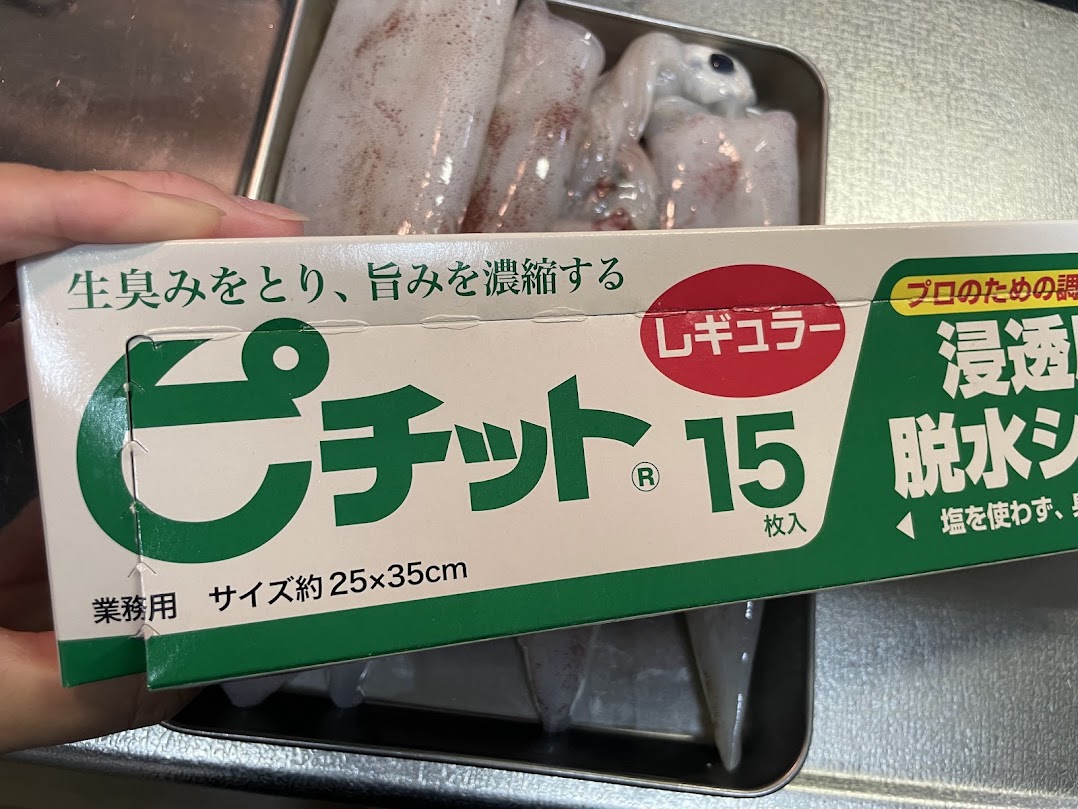 生臭みをとり、旨みを濃縮する
ピチット®
レギュラー
15
枚入
業務用 サイズ約25×35cm
プロのための調
浸透
脱水シ
◀ 塩を使わず、